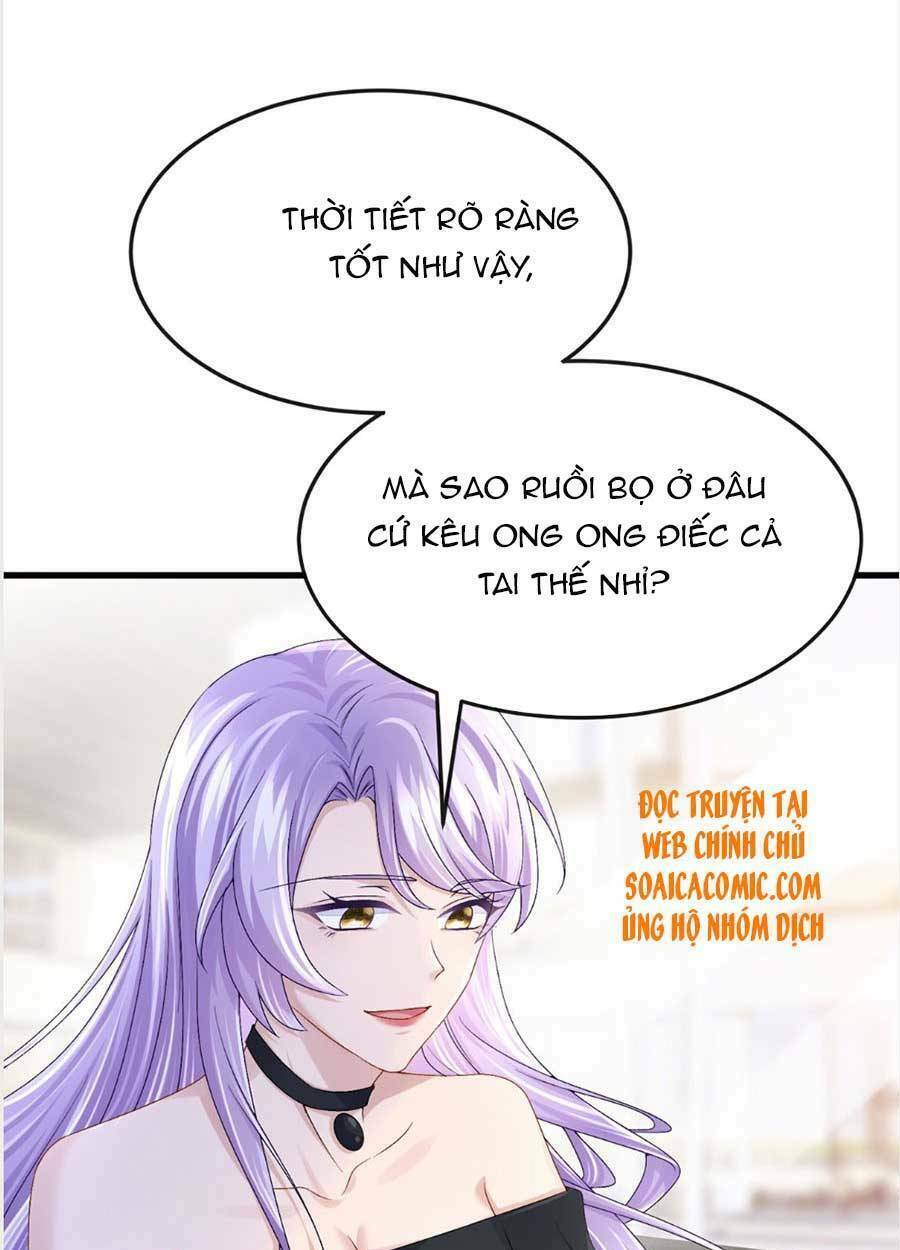 THỜI TIẾT RÕ RÀNG
TỐT NHƯ VẬY,
MÀ SAO RUỒI BỌ Ở ĐÂU
CỨ KÊU ONG ONG ĐIẾC CẢ
TAI THẾ NHỈ?
ĐỌC TRUYỆN TẠI
WEB CHÍNH CHỦ
SOAICACOMIC.COM
ỦNG HỘ NHÓM DỊCH